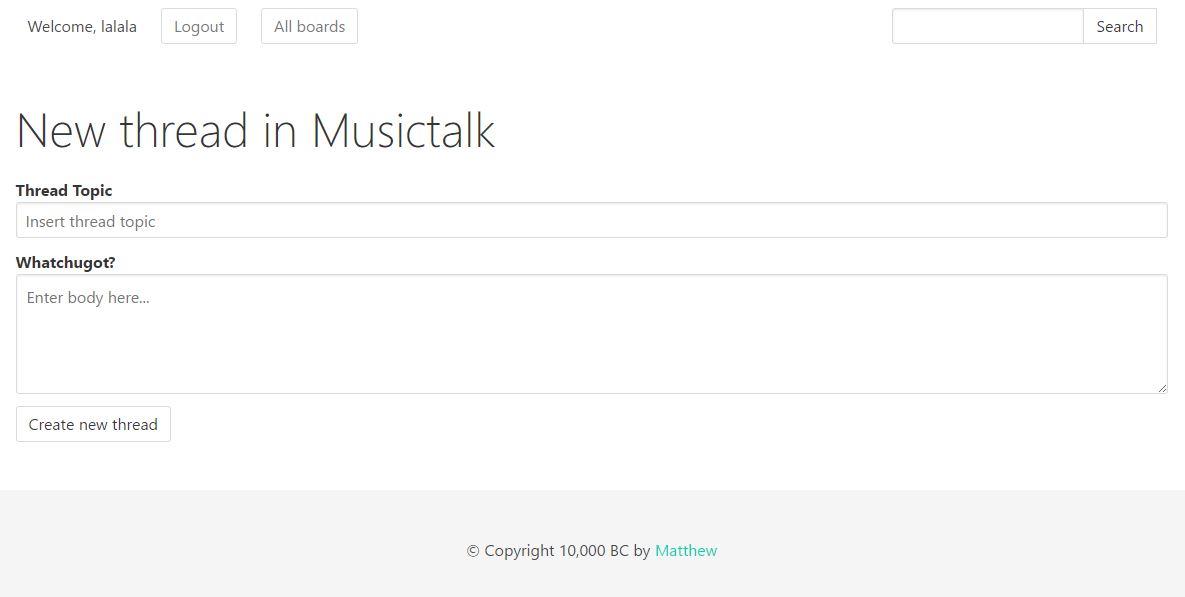 Welcome, lalala Logout All boards Search
New thread in Musictalk
Thread Topic
Insert thread topic
Whatchugot?
Enter body here...
Create new thread
© Copyright 10,000 BC by Matthew